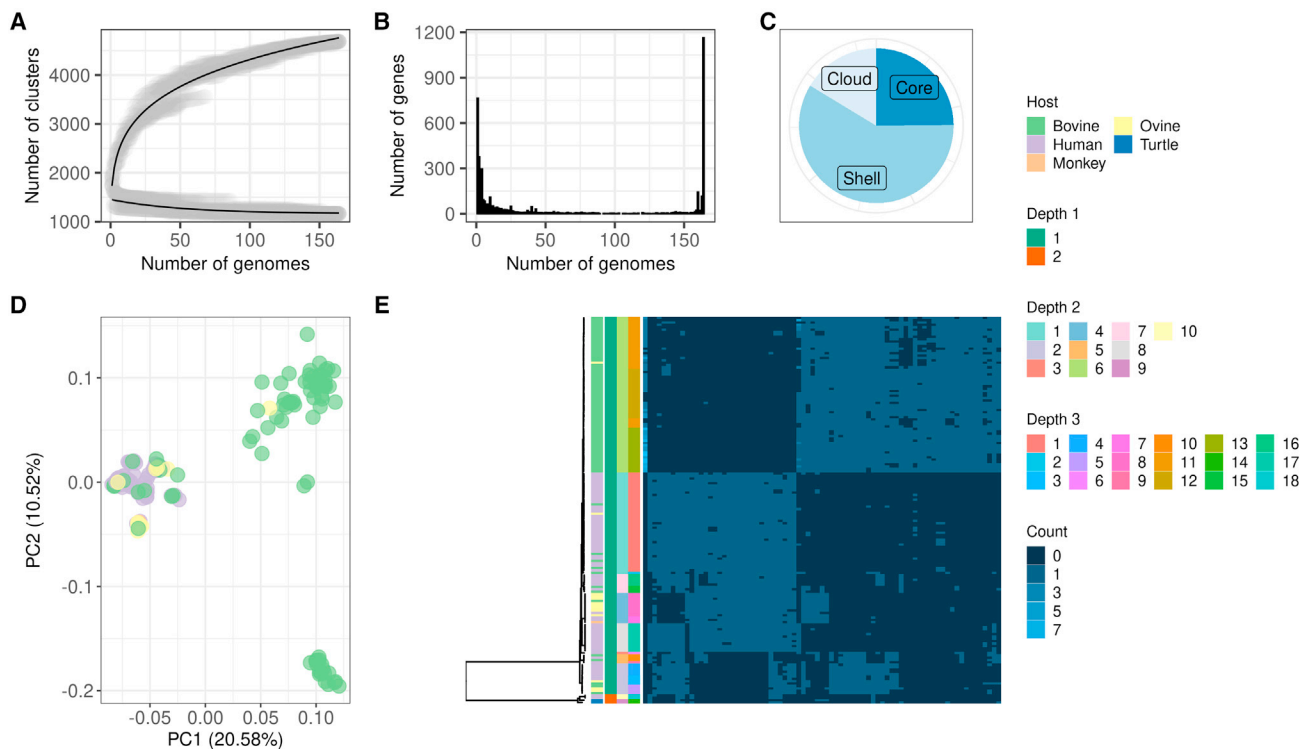 A
Number of clusters
4000
3000
2000
1000
0 50 100 150
Number of genomes
B
Number of genes
1200
900
600
300
0
0 50 100 150
Number of genomes
C
Cloud
Core
Shell
D
PC2 (10.52%)
0.1
0.0
-0.1
-0.2
-0.05 0.00 0.05 0.10
PC1 (20.58%)
E
Host
Bovine Ovine
Human Turtle
Monkey
Depth 1
1
2
Depth 2
1 4 7 10
2 5 8
3 6 9
Depth 3
1 4 7 10 13 16
2 5 8 11 14 17
3 6 9 12 15 18
Count
0
1
3
5
7